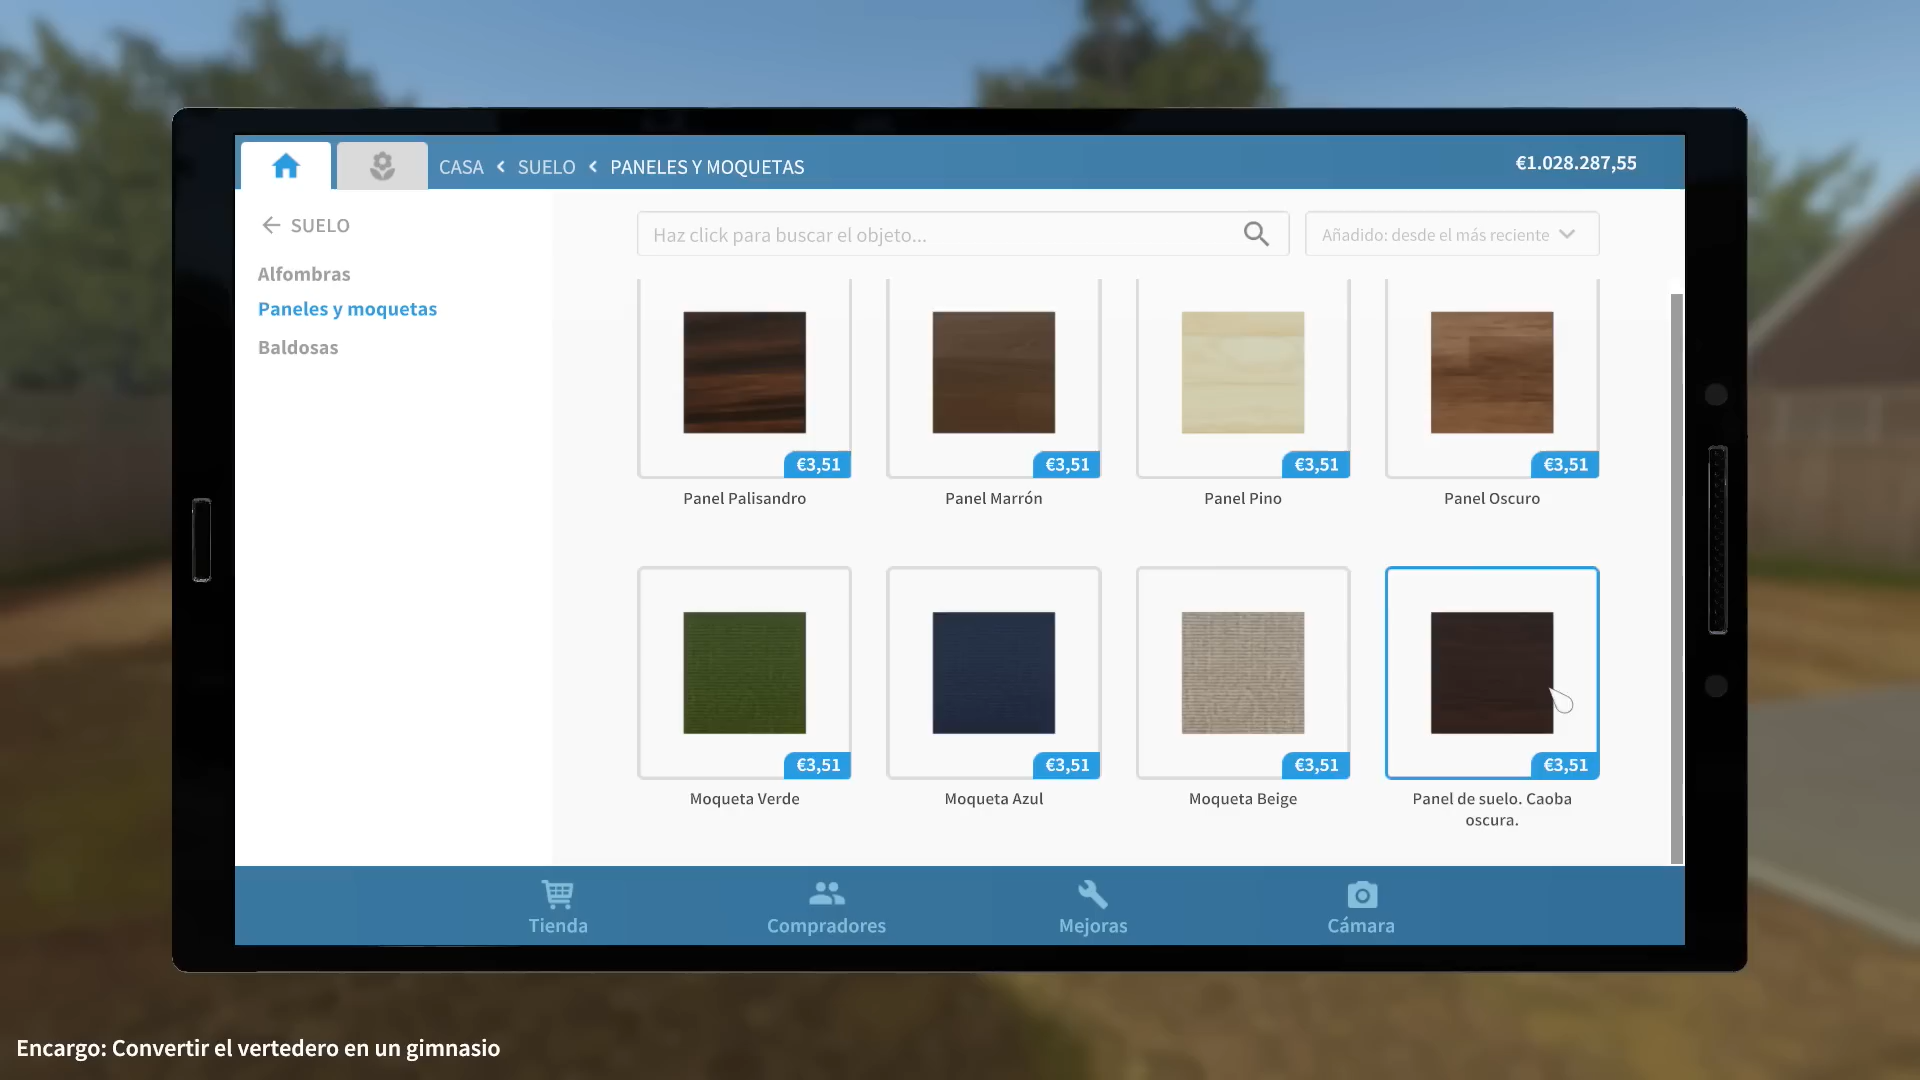 CASA < SUELO < PANELES Y MOQUETAS
€1.028.287,55
SUELO
Alfombras
Paneles y moquetas
Baldosas
Haz click para buscar el objeto...
Añadido: desde el más reciente
€3,51
€3,51
€3,51
€3,51
Panel Palisandro
Panel Marrón
Panel Pino
Panel Oscuro
€3,51
€3,51
€3,51
€3,51
Moqueta Verde
Moqueta Azul
Moqueta Beige
Panel de suelo. Caoba
oscura.
Tienda
Compradores
Mejoras
Cámara
Encargo: Convertir el vertedero en un gimnasio